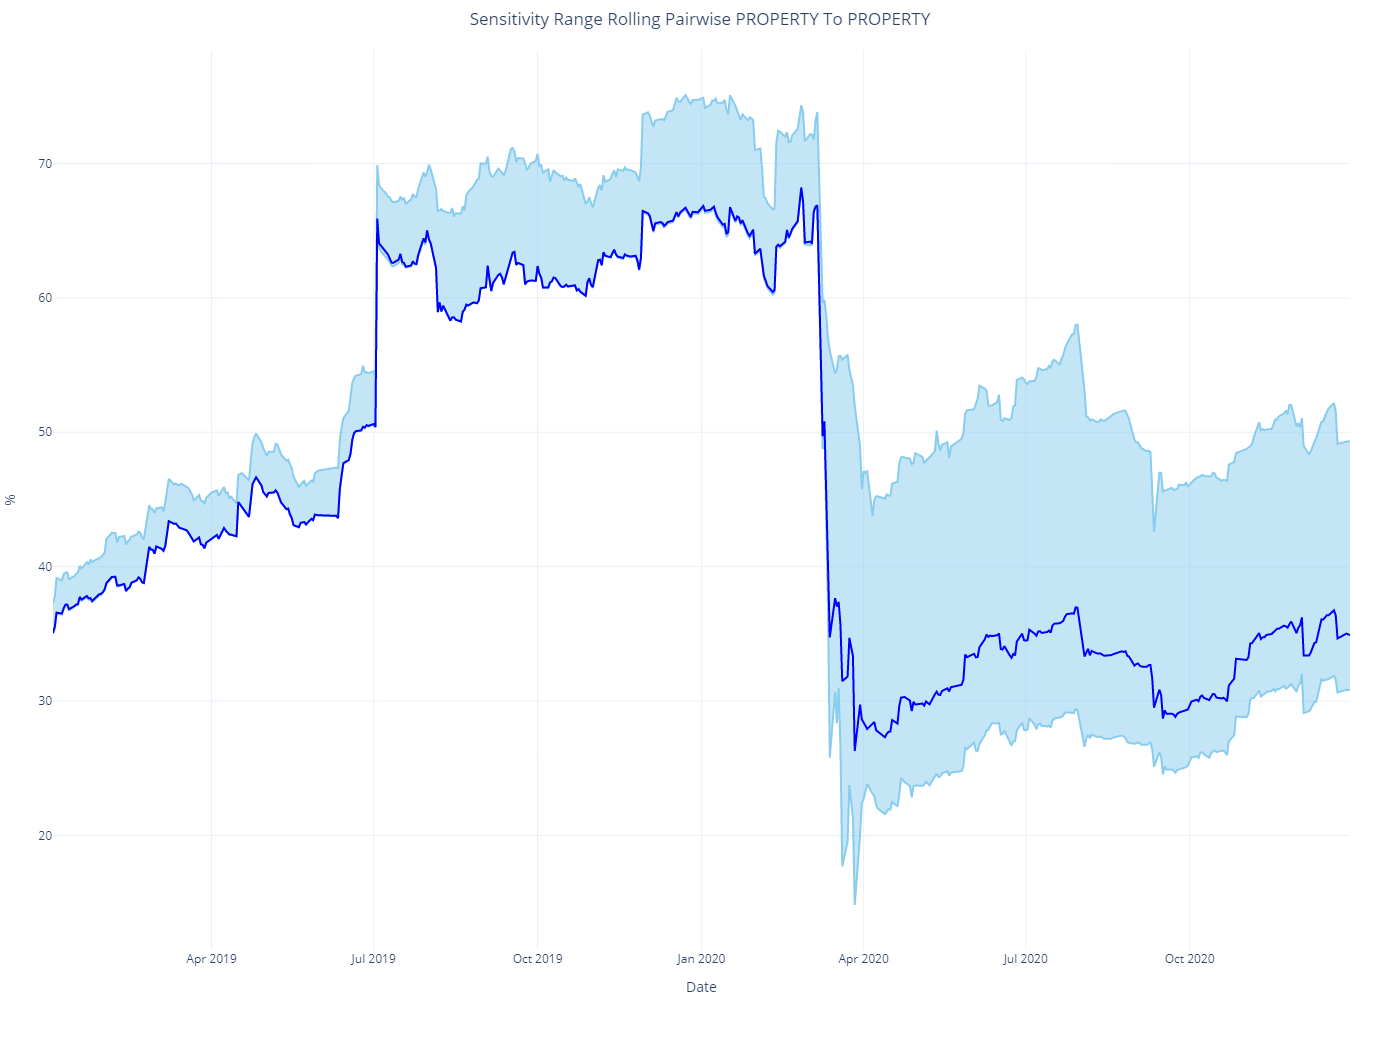 Sensitivity Range Rolling Pairwise PROPERTY To PROPERTY
70
60
50
40
30
20
%
Apr 2019
Jul 2019
Oct 2019
Jan 2020
Apr 2020
Jul 2020
Oct 2020
Date